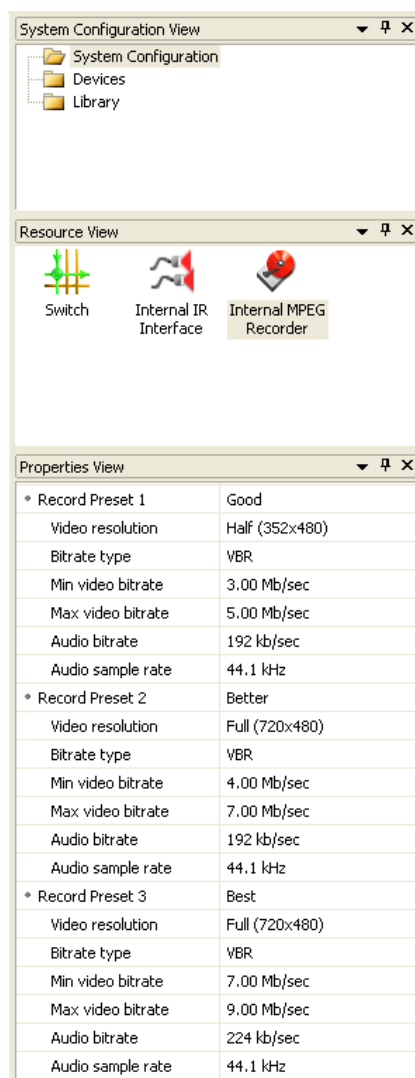 System Configuration View
System Configuration
Devices
Library
Resource View
Switch
Internal IR Interface
Internal MPEG Recorder
Properties View
Record Preset 1 Good
Video resolution Half (352x480)
Bitrate type VBR
Min video bitrate 3.00 Mb/sec
Max video bitrate 5.00 Mb/sec
Audio bitrate 192 kb/sec
Audio sample rate 44.1 kHz
Record Preset 2 Better
Video resolution Full (720x480)
Bitrate type VBR
Min video bitrate 4.00 Mb/sec
Max video bitrate 7.00 Mb/sec
Audio bitrate 192 kb/sec
Audio sample rate 44.1 kHz
Record Preset 3 Best
Video resolution Full (720x480)
Bitrate type VBR
Min video bitrate 7.00 Mb/sec
Max video bitrate 9.00 Mb/sec
Audio bitrate 224 kb/sec
Audio sample rate 44.1 kHz